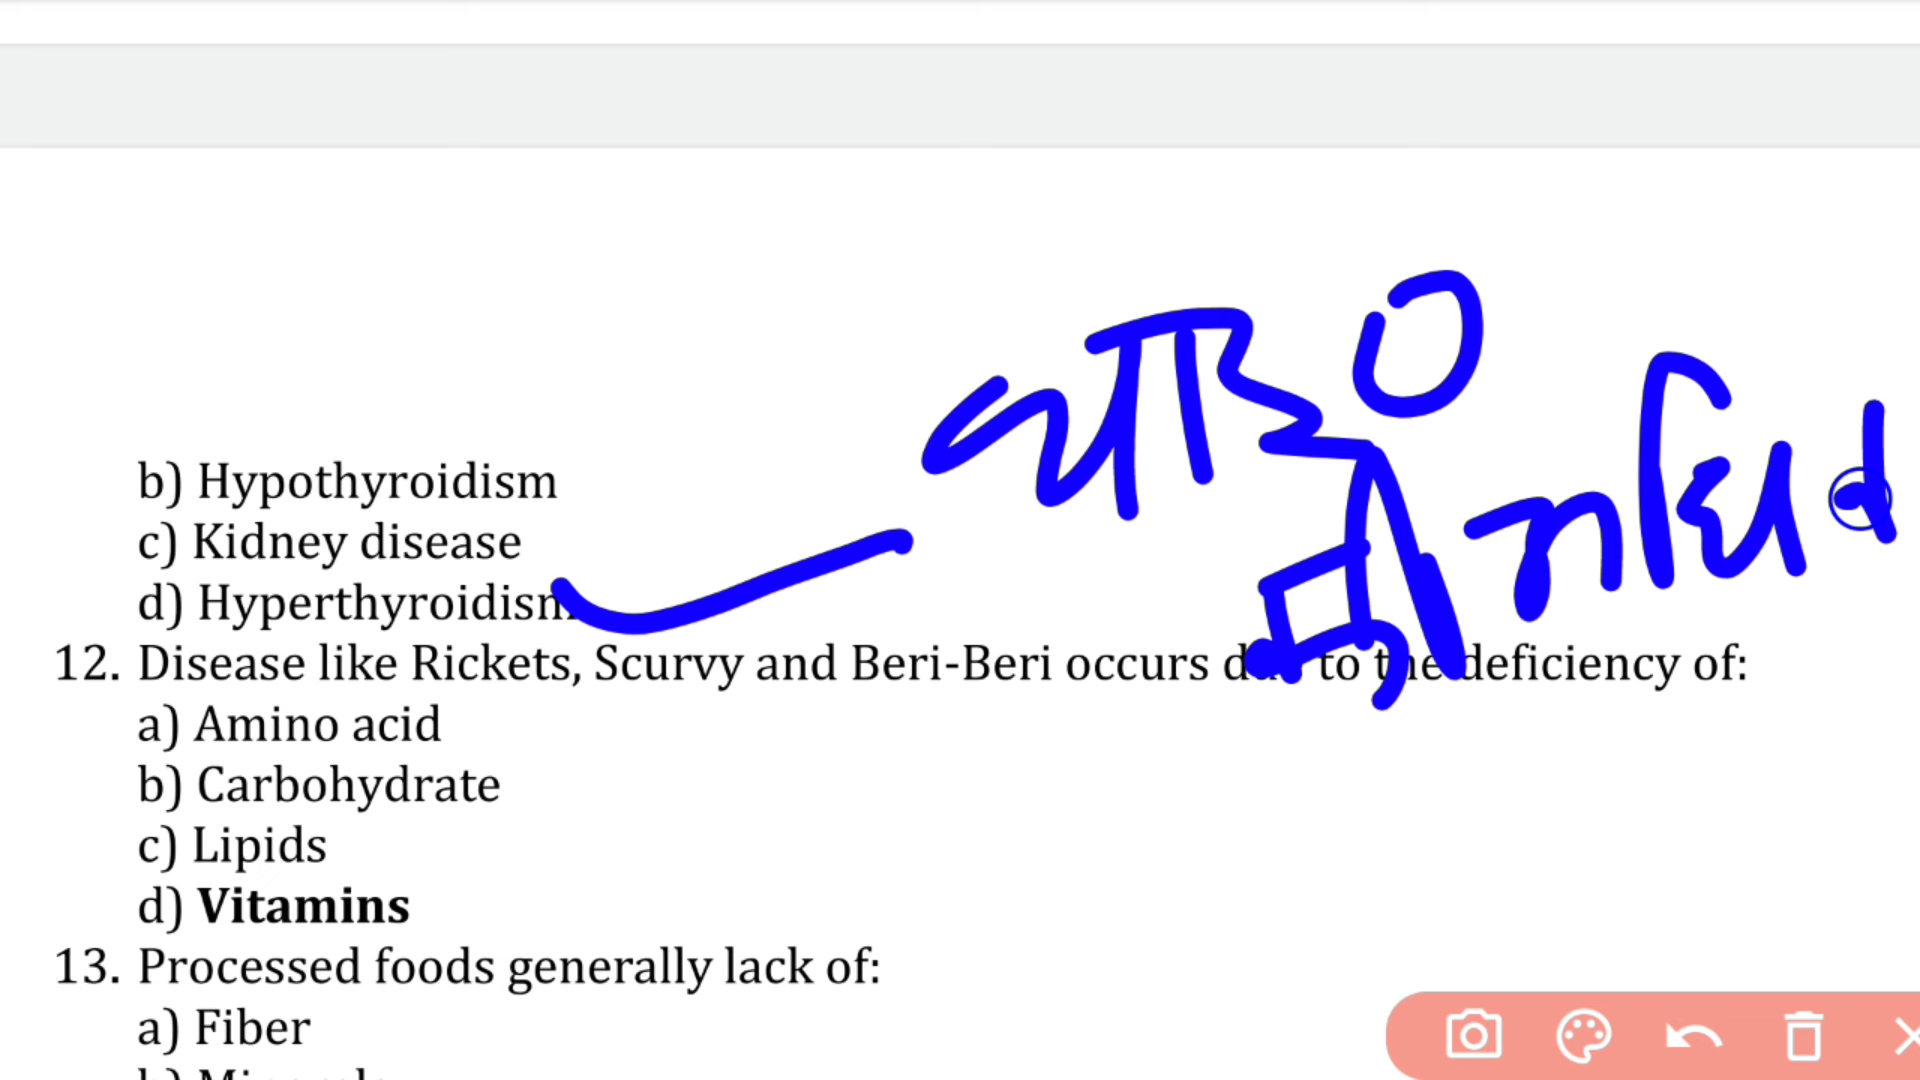 b) Hypothyroidism
c) Kidney disease
d) Hyperthyroidism
12. Disease like Rickets, Scurvy and Beri-Beri occurs due to the deficiency of:
a) Amino acid
b) Carbohydrate
c) Lipids
d) Vitamins
13. Processed foods generally lack of:
a) Fiber
b) Minerals